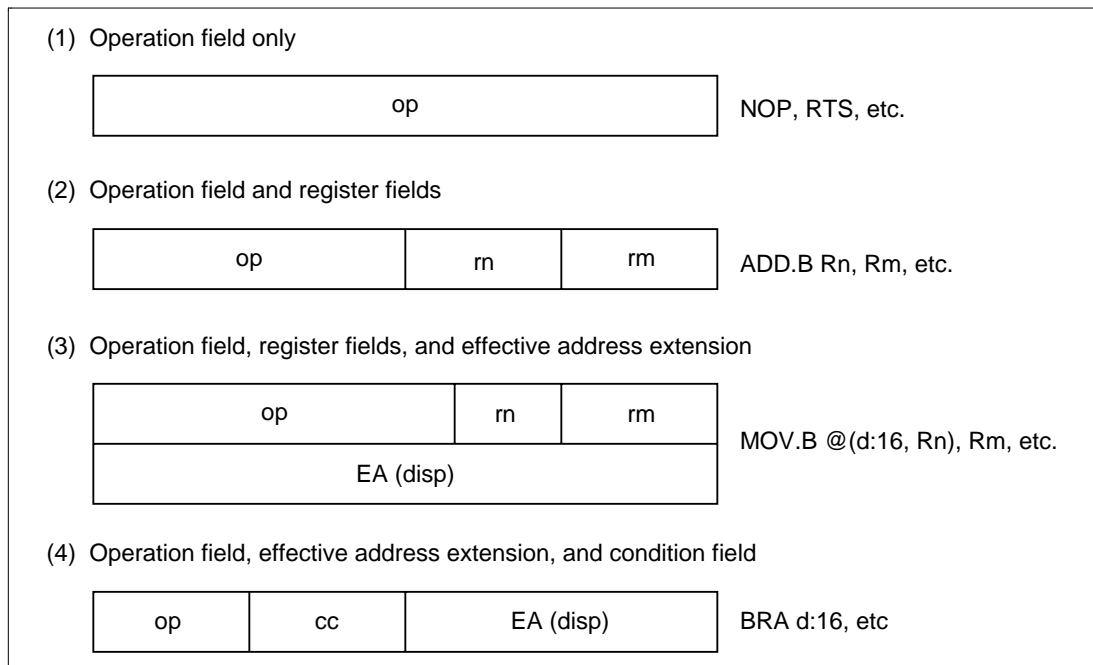 (1) Operation field only
op
NOP, RTS, etc.
(2) Operation field and register fields
op rn rm
ADD.B Rn, Rm, etc.
(3) Operation field, register fields, and effective address extension
op rn rm
EA (disp)
MOV.B @(d:16, Rn), Rm, etc.
(4) Operation field, effective address extension, and condition field
op cc EA (disp)
BRA d:16, etc